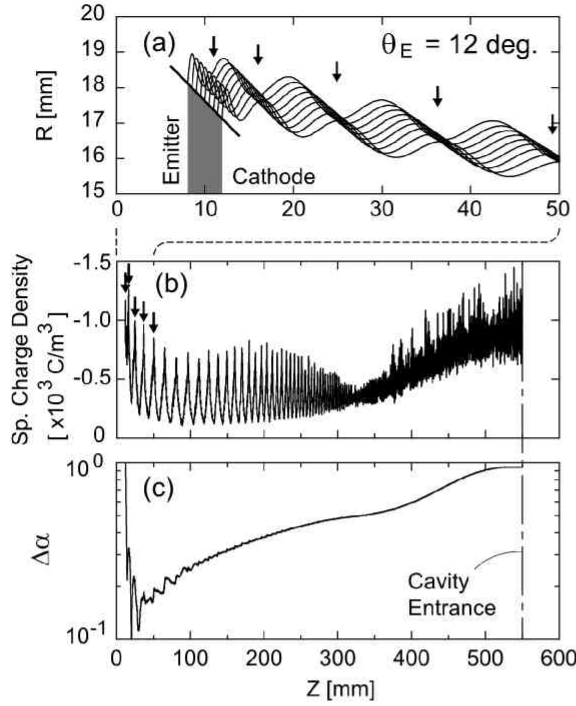 (a)
θE = 12 deg.
R [mm]
19
18
17
16
15
Emitter
Cathode
0
10
20
30
40
50
(b)
Sp. Charge Density
[ x10³ C/m³ ]
-1.5
-1.0
-0.5
0
(c)
Δα
10⁰
10⁻¹
Cavity
Entrance
0
100
200
300
400
500
600
Z [mm]